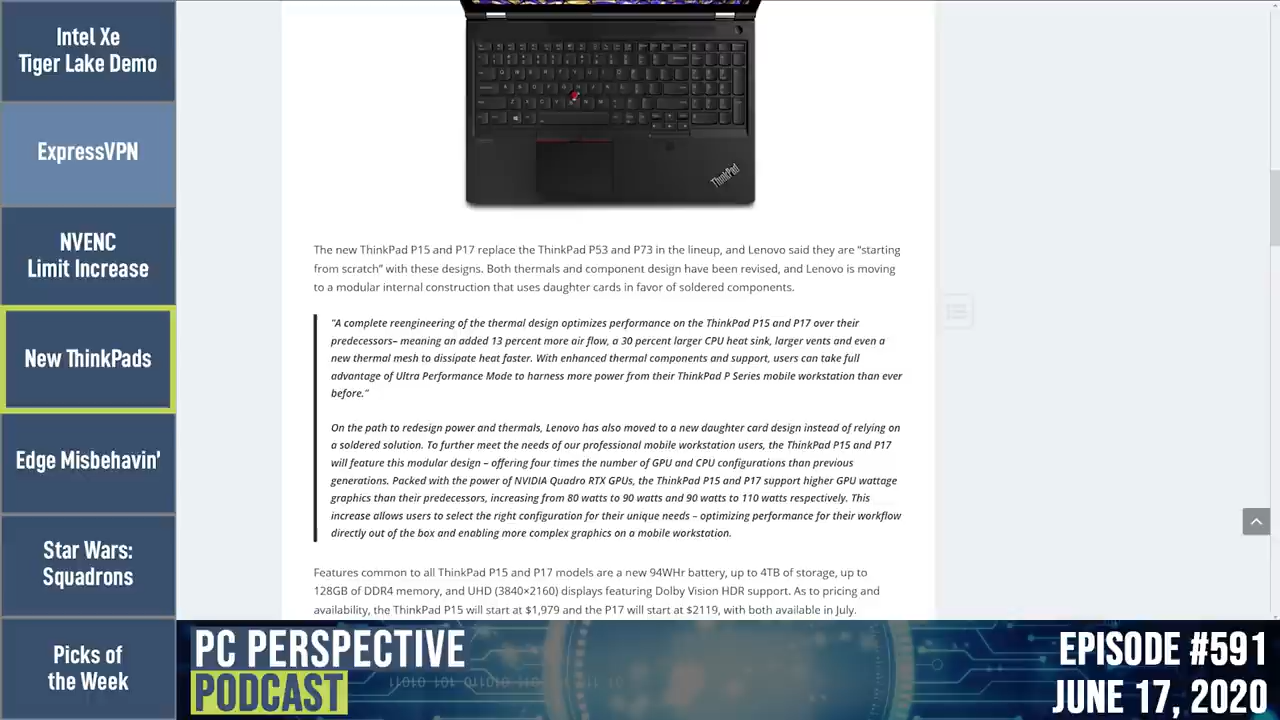 Intel Xe
Tiger Lake Demo
ExpressVPN
NVENC
Limit Increase
New ThinkPads
Edge Misbehavin'
Star Wars:
Squadrons
Picks of
the Week
ThinkPad
The new ThinkPad P15 and P17 replace the ThinkPad P53 and P73 in the lineup, and Lenovo said they are “starting
from scratch” with these designs. Both thermals and component design have been revised, and Lenovo is moving
to a modular internal construction that uses daughter cards in favor of soldered components.
“A complete reengineering of the thermal design optimizes performance on the ThinkPad P15 and P17 over their
predecessors– meaning an added 13 percent more air flow, a 30 percent larger CPU heat sink, larger vents and even a
new thermal mesh to dissipate heat faster. With enhanced thermal components and support, users can take full
advantage of Ultra Performance Mode to harness more power from their ThinkPad P Series mobile workstation than ever
before.”
On the path to redesign power and thermals, Lenovo has also moved to a new daughter card design instead of relying on
a soldered solution. To further meet the needs of our professional mobile workstation users, the ThinkPad P15 and P17
will feature this modular design – offering four times the number of GPU and CPU configurations than previous
generations. Packed with the power of NVIDIA Quadro RTX GPUs, the ThinkPad P15 and P17 support higher GPU wattage
graphics than their predecessors, increasing from 80 watts to 90 watts and 90 watts to 110 watts respectively. This
increase allows users to select the right configuration for their unique needs – optimizing performance for their workflow
directly out of the box and enabling more complex graphics on a mobile workstation.
Features common to all ThinkPad P15 and P17 models are a new 94WHr battery, up to 4TB of storage, up to
128GB of DDR4 memory, and UHD (3840×2160) displays featuring Dolby Vision HDR support. As to pricing and
availability, the ThinkPad P15 will start at $1,979 and the P17 will start at $2119, with both available in July.
PC PERSPECTIVE
PODCAST
EPISODE #591
JUNE 17, 2020